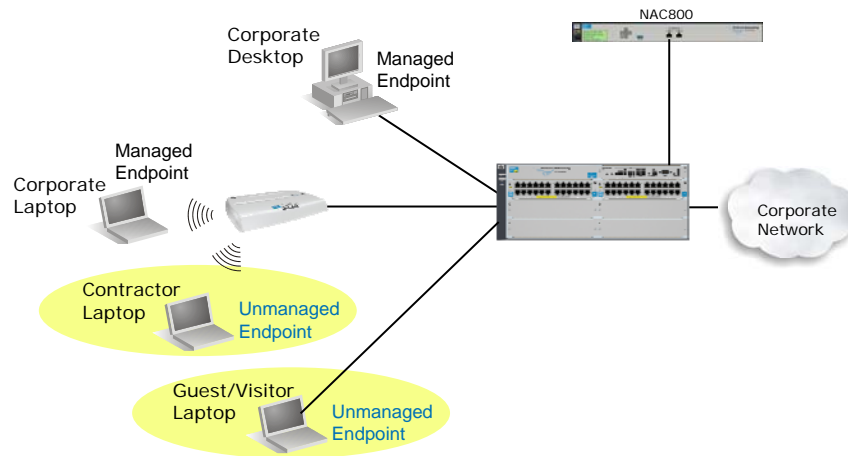 NAC800
Corporate
Desktop
Managed
Endpoint
Managed
Endpoint
Corporate
Laptop
Corporate
Network
Contractor
Laptop
Unmanaged
Endpoint
Guest/Visitor
Laptop
Unmanaged
Endpoint